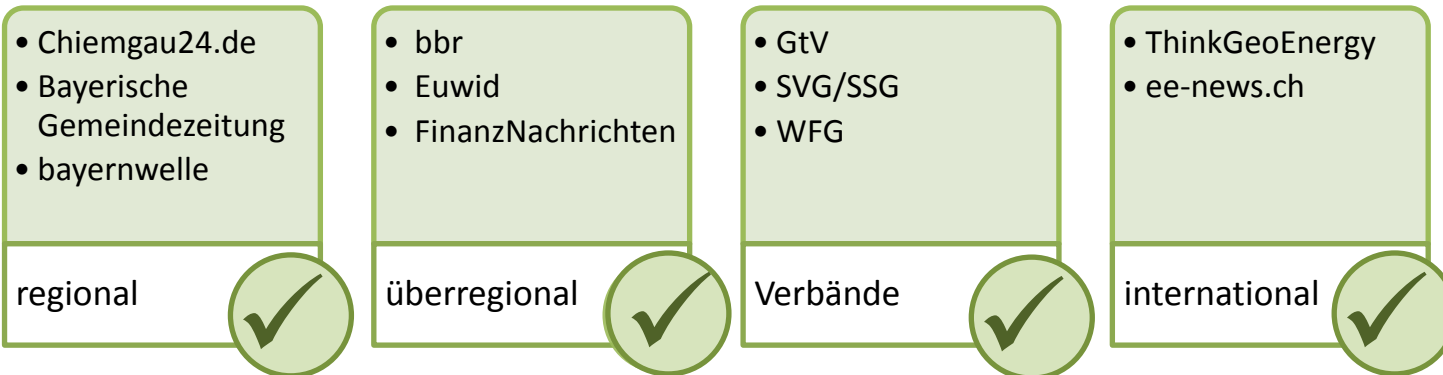 • Chiemgau24.de
• Bayerische
Gemeindezeitung
• bayernwelle
regional
• bbr
• Euwid
• FinanzNachrichten
überregional
• GtV
• SVG/SSG
• WFG
Verbände
• ThinkGeoEnergy
• ee-news.ch
international